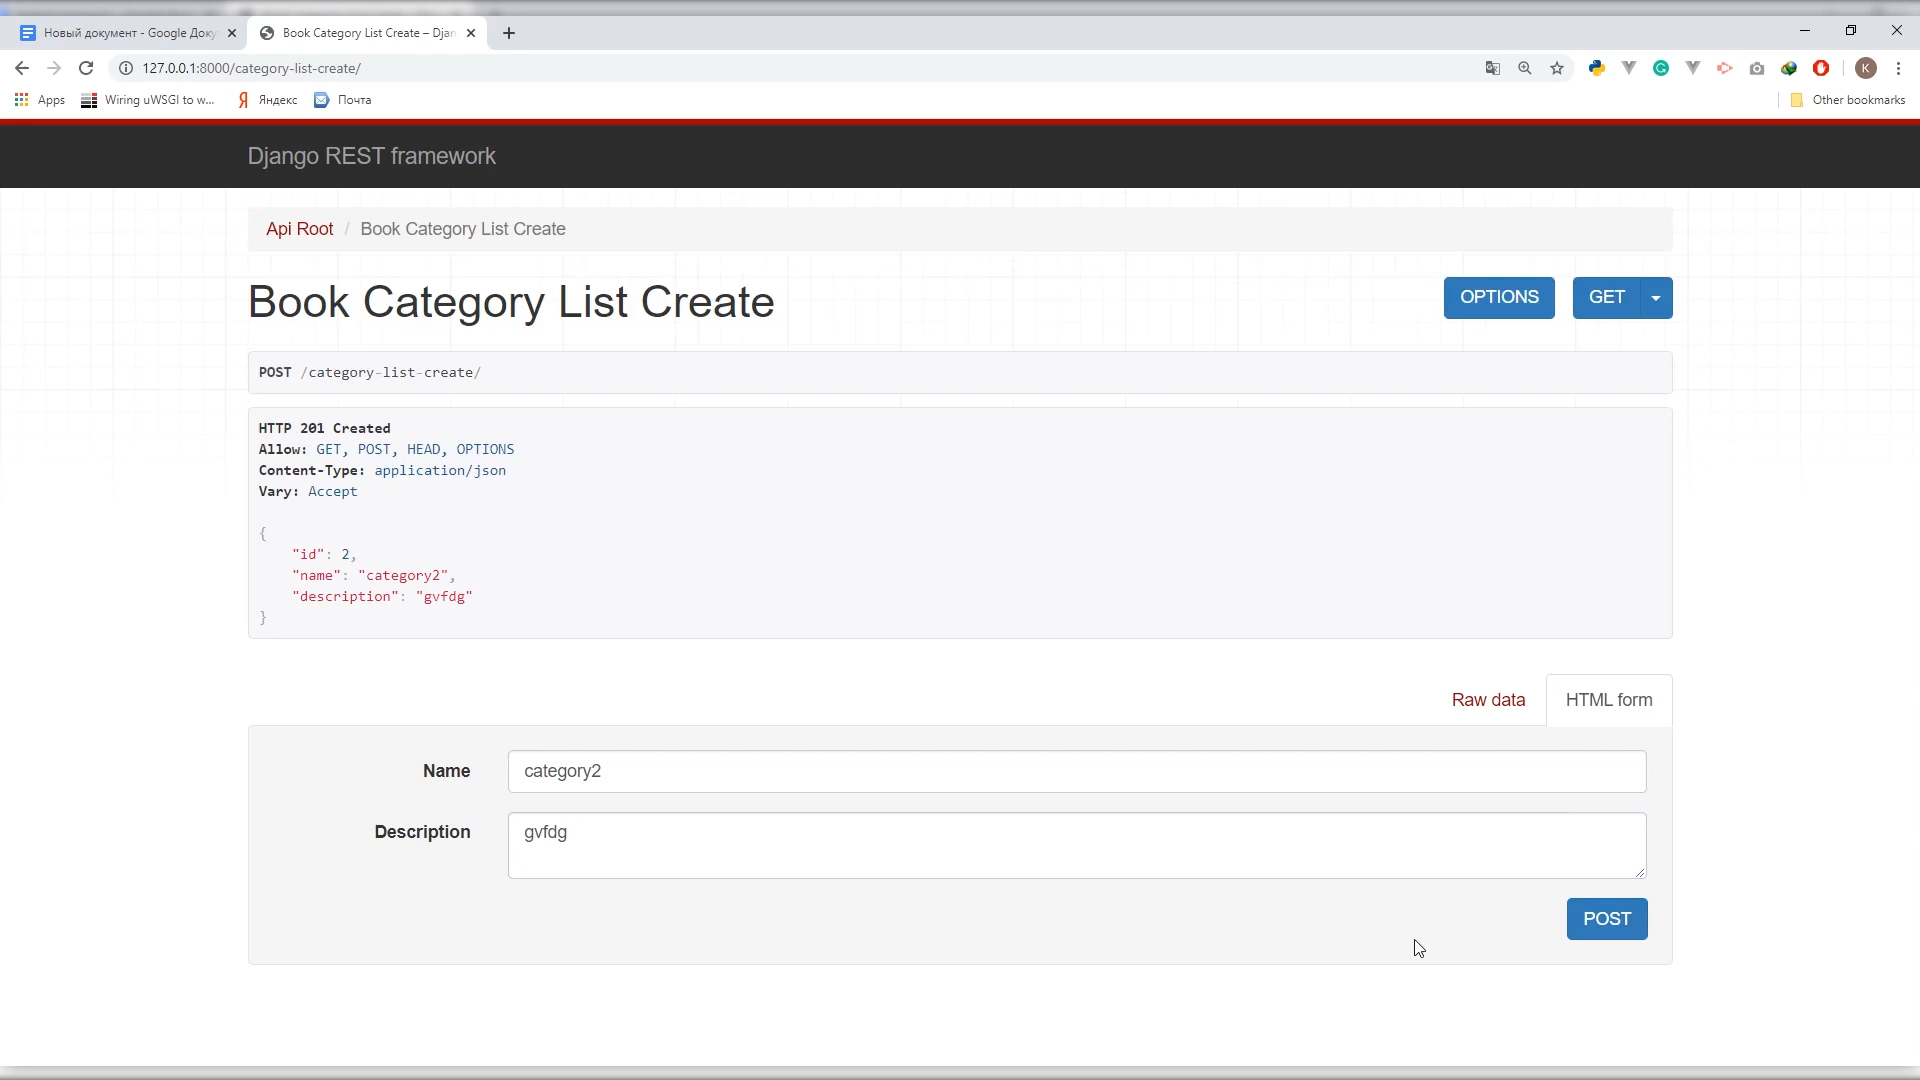 Новый документ - Google Доку
Book Category List Create – Djan
127.0.0.1:8000/category-list-create/
K
Apps
Wiring uWSGI to w...
Яндекс
Почта
Other bookmarks
Django REST framework
Api Root / Book Category List Create
Book Category List Create
OPTIONS
GET
POST /category-list-create/
HTTP 201 Created
Allow: GET, POST, HEAD, OPTIONS
Content-Type: application/json
Vary: Accept
{
"id": 2,
"name": "category2",
"description": "gvfdg"
}
Raw data
HTML form
Name
category2
Description
gvfdg
POST